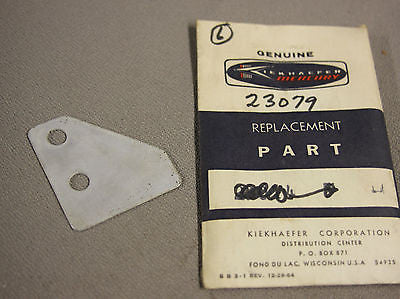 6
GENUINE
KIEKHAEFER
MERCURY
23079
REPLACEMENT
PART
KIEKHAEFER CORPORATION
DISTRIBUTION CENTER
P. O. BOX 871
FOND DU LAC, WISCONSIN U.S.A 54935
REV. 12-29-64